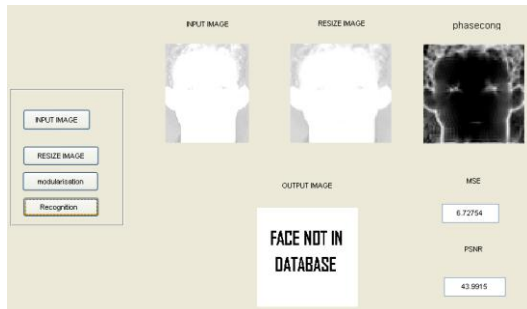 INPUT IMAGE
RESIZE IMAGE
phasecong
INPUT IMAGE
RESIZE IMAGE
modularisation
Recognition
OUTPUT IMAGE
FACE NOT IN
DATABASE
MSE
6.72754
PSNR
43.9915